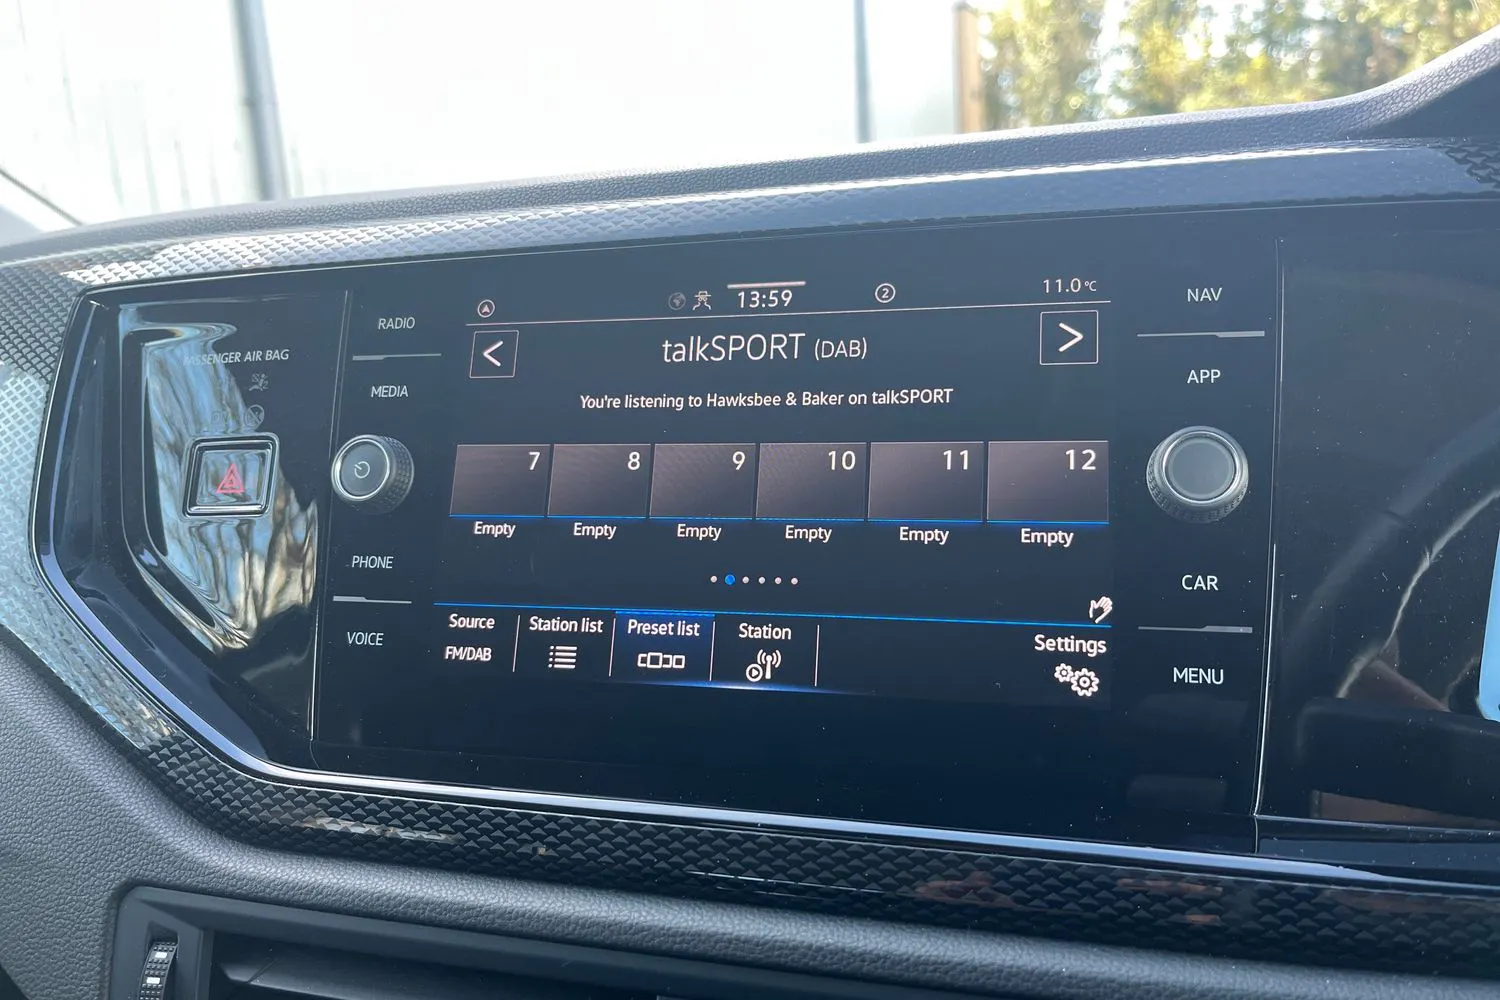 RADIO
MEDIA
PHONE
VOICE
PASSENGER AIR BAG
13:59
2
11.0°C
<
talkSPORT (DAB)
>
You're listening to Hawksbee & Baker on talkSPORT
7 8 9 10 11 12
Empty Empty Empty Empty Empty Empty
Source Station list Preset list Station Settings
FM/DAB
NAV
APP
CAR
MENU